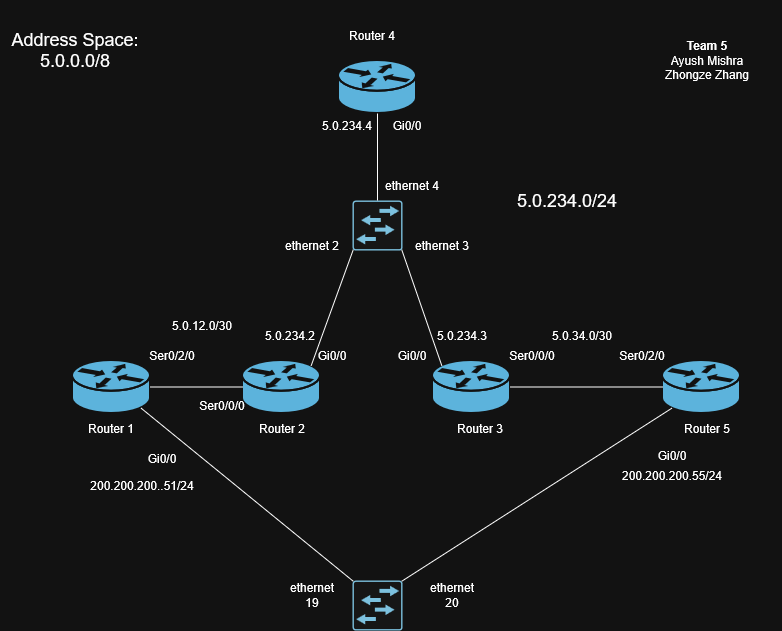 Router 4
Address Space:
5.0.0.0/8
Team 5
Ayush Mishra
Zhongze Zhang
5.0.234.4
Gi0/0
ethernet 4
5.0.234.0/24
ethernet 2
ethernet 3
5.0.12.0/30
5.0.234.2
5.0.234.3
5.0.34.0/30
Ser0/2/0
Gi0/0
Gi0/0
Ser0/0/0
Ser0/2/0
Ser0/0/0
Router 1
Router 2
Router 3
Router 5
Gi0/0
200.200.200..51/24
Gi0/0
200.200.200.55/24
ethernet
19
ethernet
20